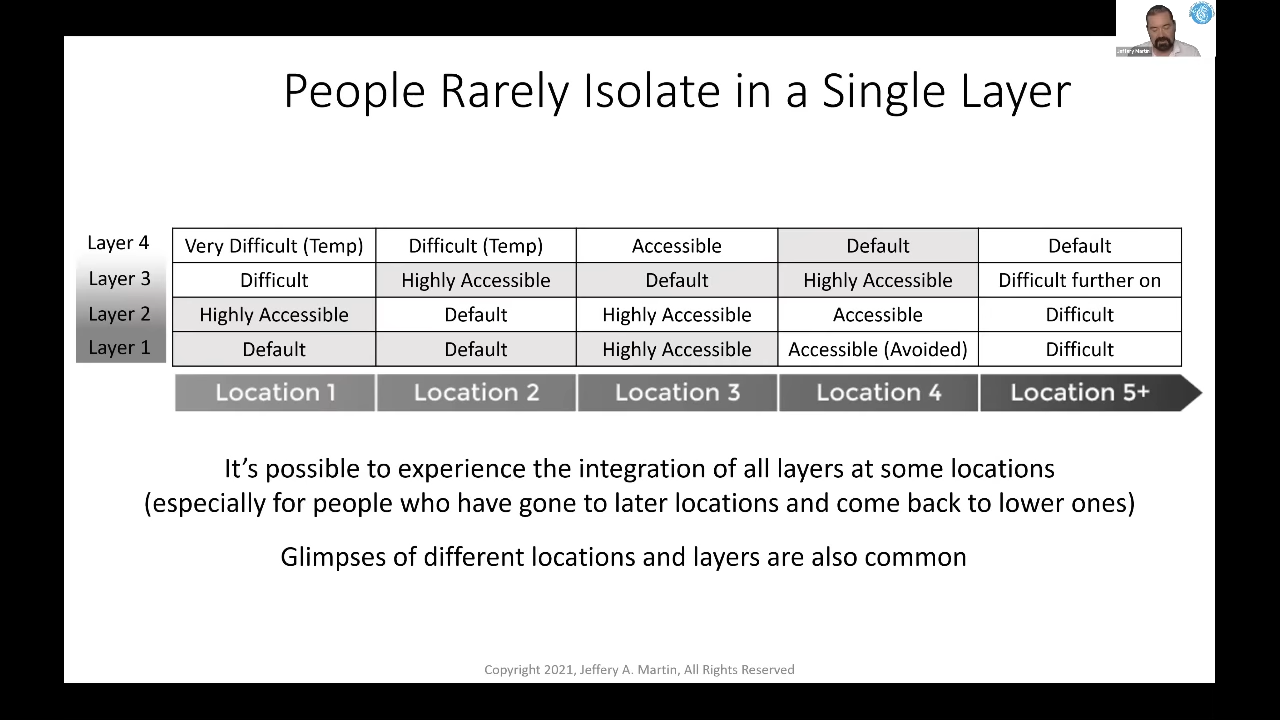 Jeffery Martin
People Rarely Isolate in a Single Layer
Layer 4 Very Difficult (Temp) Difficult (Temp) Accessible Default Default
Layer 3 Difficult Highly Accessible Default Highly Accessible Difficult further on
Layer 2 Highly Accessible Default Highly Accessible Accessible Difficult
Layer 1 Default Default Highly Accessible Accessible (Avoided) Difficult
Location 1 Location 2 Location 3 Location 4 Location 5+
It’s possible to experience the integration of all layers at some locations
(especially for people who have gone to later locations and come back to lower ones)
Glimpses of different locations and layers are also common
Copyright 2021, Jeffery A. Martin, All Rights Reserved